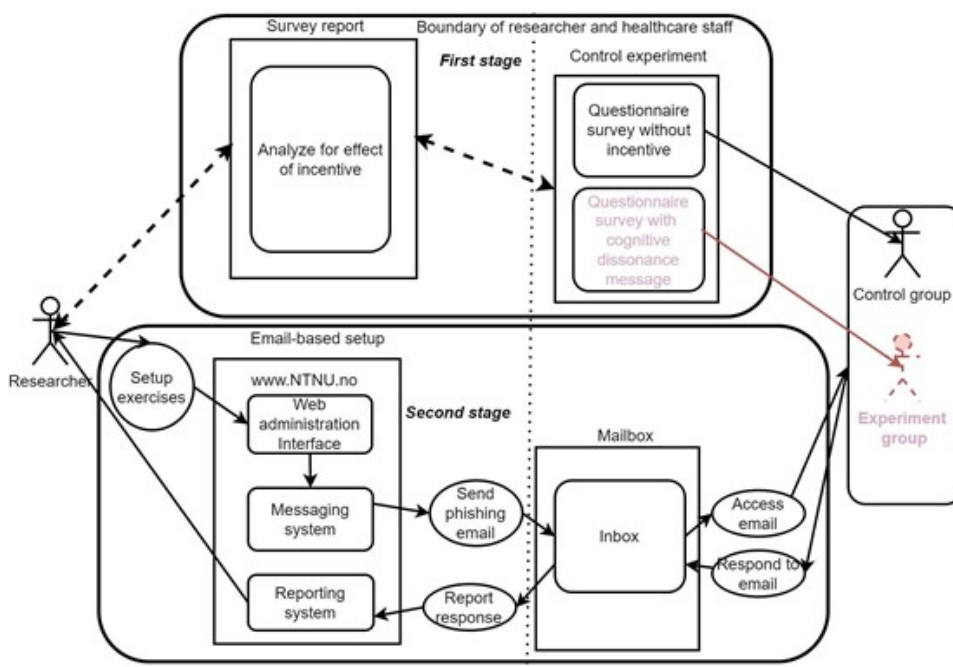 Survey report
Boundary of researcher and healthcare staff
First stage
Control experiment
Analyze for effect
of incentive
Questionnaire
survey without
incentive
Questionnaire
survey with
cognitive
dissonance
message
Control group
Experiment
group
Researcher
Email-based setup
Setup
exercises
www.NTNU.no
Web
administration
Interface
Second stage
Messaging
system
Send
phishing
email
Mailbox
Inbox
Access
email
Respond to
email
Reporting
system
Report
response